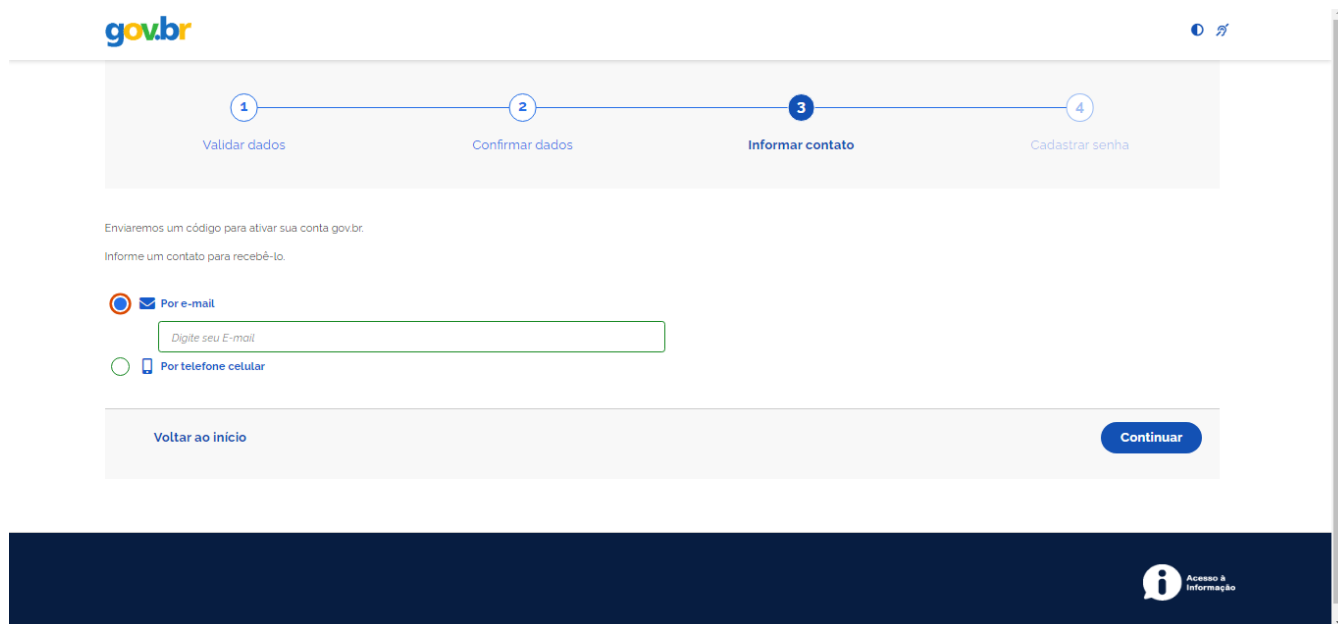 gov.br
1 2 3 4
Validar dados Confirmar dados Informar contato Cadastrar senha
Enviaremos um código para ativar sua conta gov.br.
Informe um contato para recebê-lo.
Por e-mail
Digite seu E-mail
Por telefone celular
Voltar ao início Continuar
Acesso à
Informação